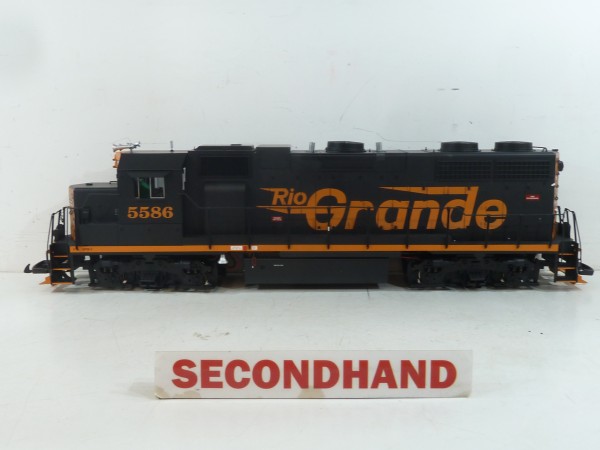 Rio
Grande
5586
SECONDHAND